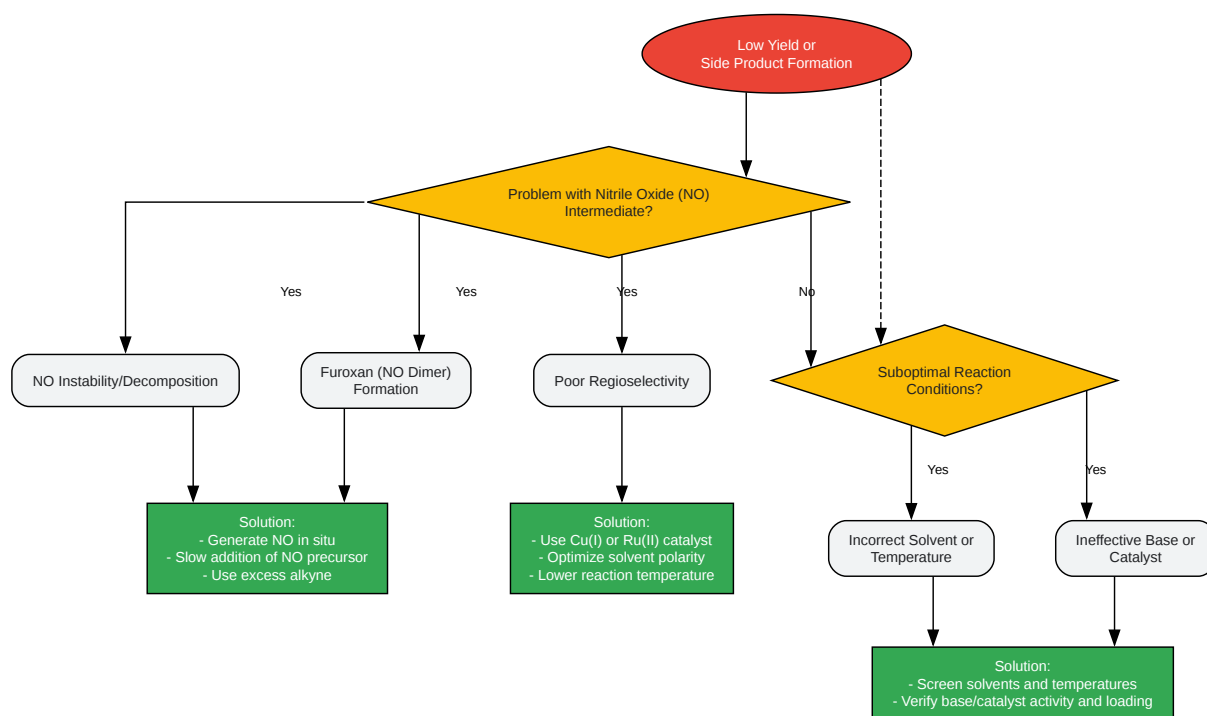 Low Yield or
Side Product Formation
Problem with Nitrile Oxide (NO)
Intermediate?
Yes
Yes
Yes
No
NO Instability/Decomposition
Furoxan (NO Dimer)
Formation
Poor Regioselectivity
Suboptimal Reaction
Conditions?
Yes
Yes
Solution:
- Generate NO in situ
- Slow addition of NO precursor
- Use excess alkyne
Solution:
- Use Cu(I) or Ru(II) catalyst
- Optimize solvent polarity
- Lower reaction temperature
Incorrect Solvent or
Temperature
Ineffective Base or
Catalyst
Solution:
- Screen solvents and temperatures
- Verify base/catalyst activity and loading